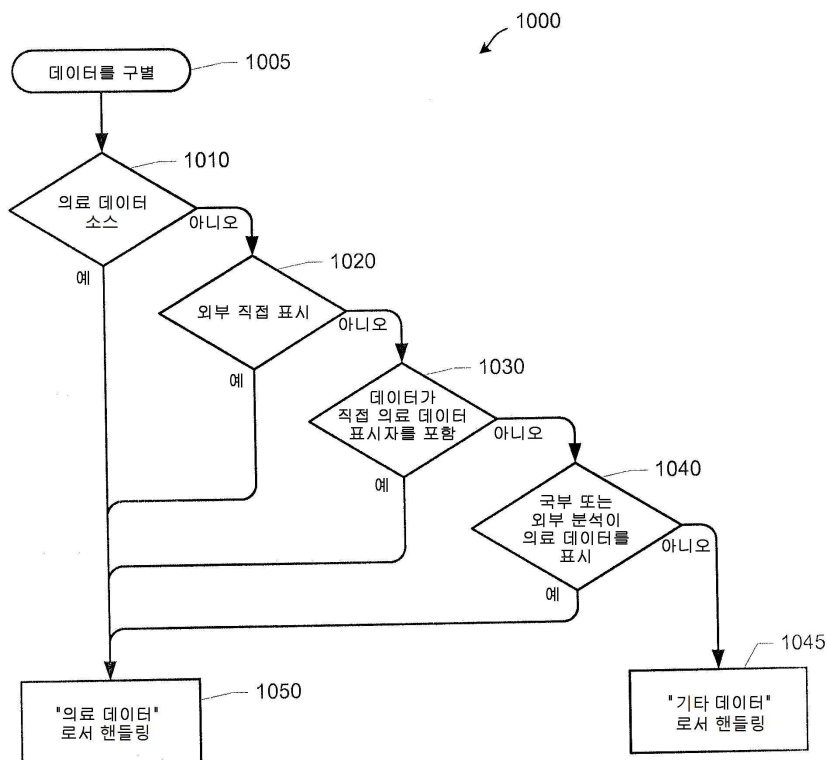 1000
데이터를 구별
1005
1010
의료 데이터
소스
아니오
예
1020
외부 직접 표시
아니오
예
1030
데이터가
직접 의료 데이터
표시자를 포함
아니오
예
1040
국부 또는
외부 분석이
의료 데이터를
표시
아니오
예
1045
"기타 데이터"
로서 핸들링
1050
"의료 데이터"
로서 핸들링